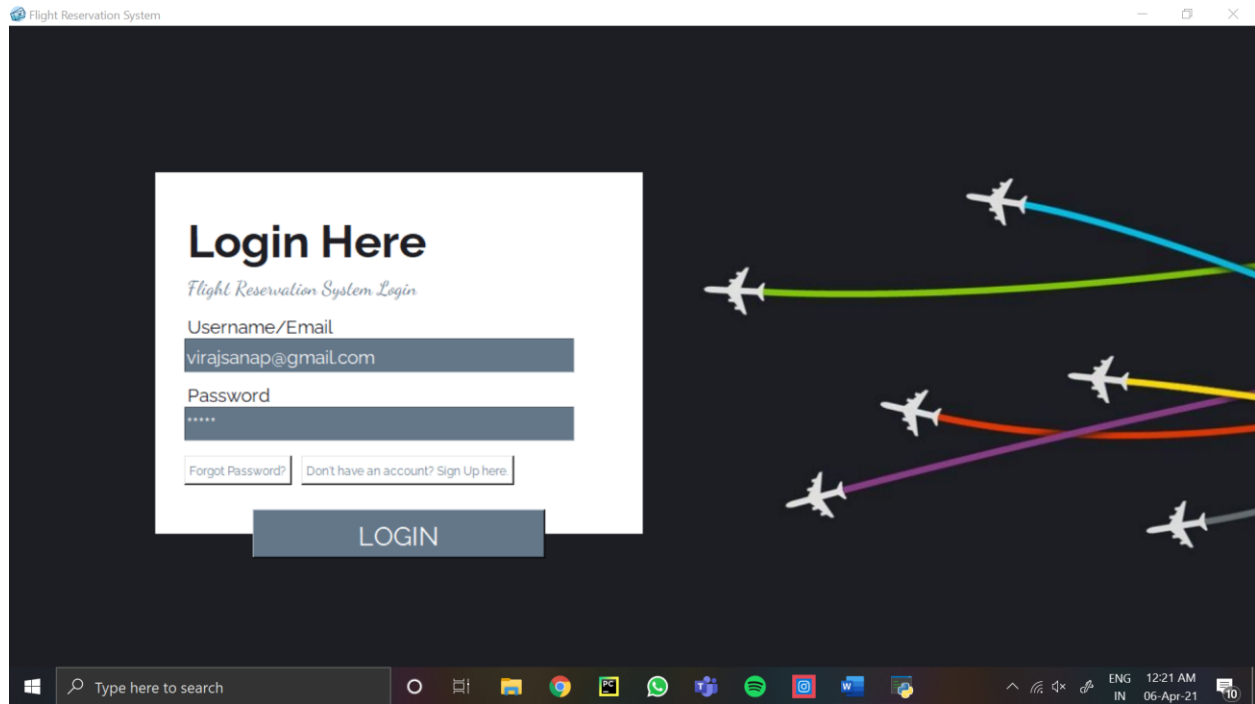 Flight Reservation System
Login Here
Flight Reservation System Login
Username/Email
virajsanap@gmail.com
Password
*****
Forgot Password?
Don't have an account? Sign Up here.
LOGIN
Type here to search
PC
T
W
ENG
IN
12:21 AM
06-Apr-21
10